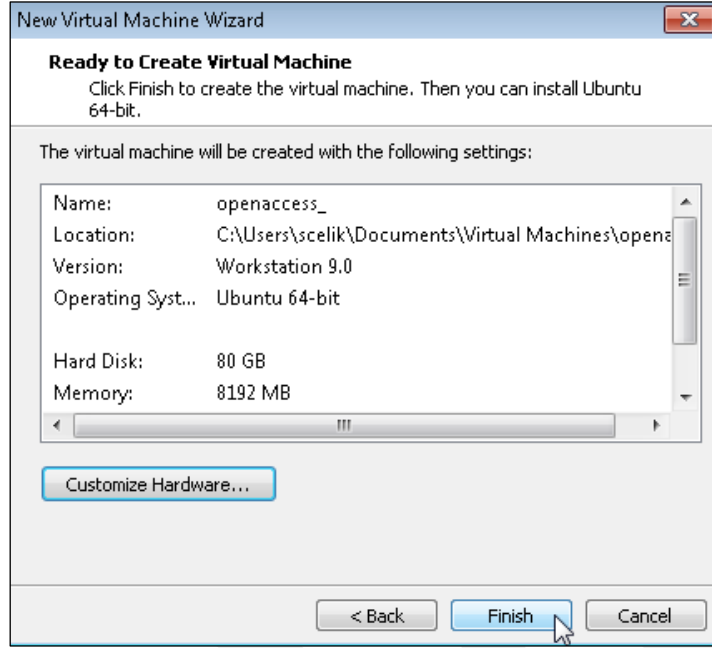 New Virtual Machine Wizard
Ready to Create Virtual Machine
Click Finish to create the virtual machine. Then you can install Ubuntu
64-bit.
The virtual machine will be created with the following settings:
Name: openaccess_
Location: C:\Users\scelik\Documents\Virtual Machines\opena
Version: Workstation 9.0
Operating Syst... Ubuntu 64-bit
Hard Disk: 80 GB
Memory: 8192 MB
Customize Hardware...
< Back Finish Cancel